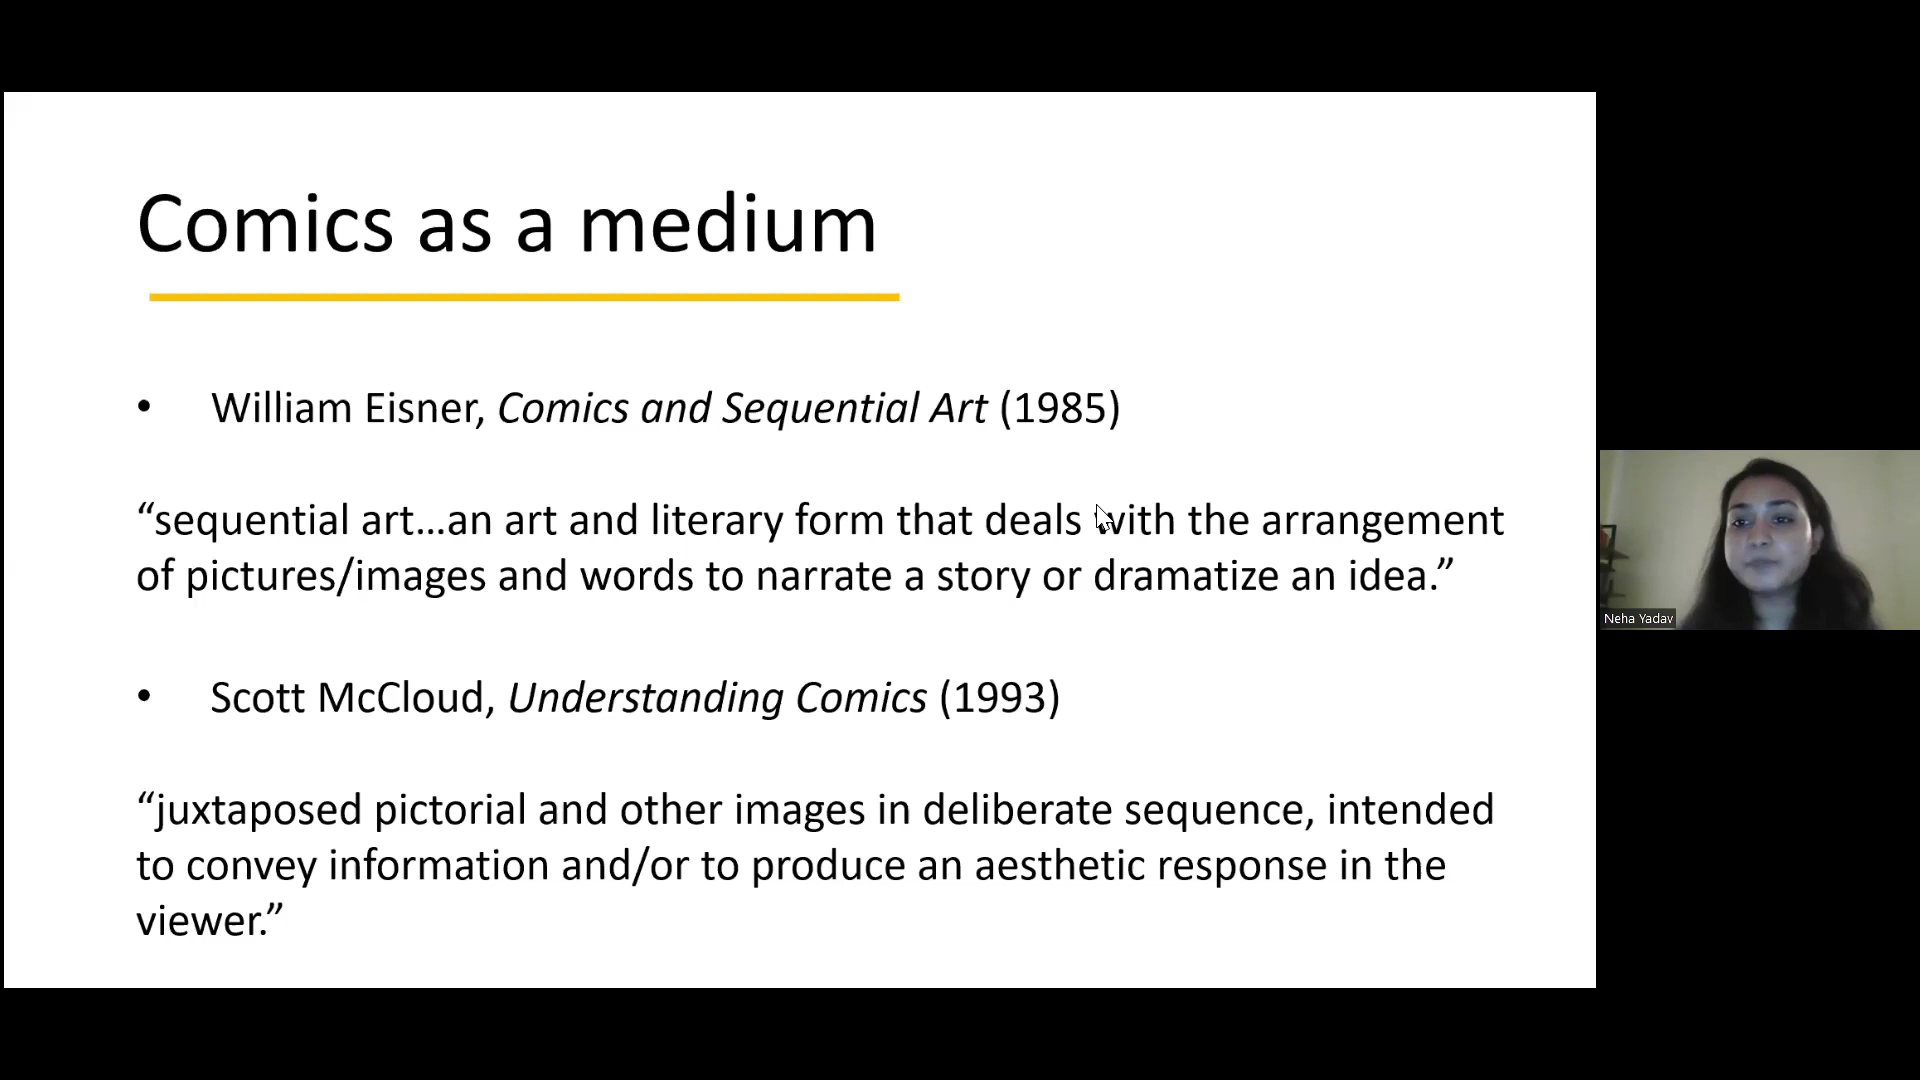 Comics as a medium
• William Eisner, Comics and Sequential Art (1985)
“sequential art…an art and literary form that deals with the arrangement
of pictures/images and words to narrate a story or dramatize an idea.”
• Scott McCloud, Understanding Comics (1993)
“juxtaposed pictorial and other images in deliberate sequence, intended
to convey information and/or to produce an aesthetic response in the
viewer.”
Neha Yadav